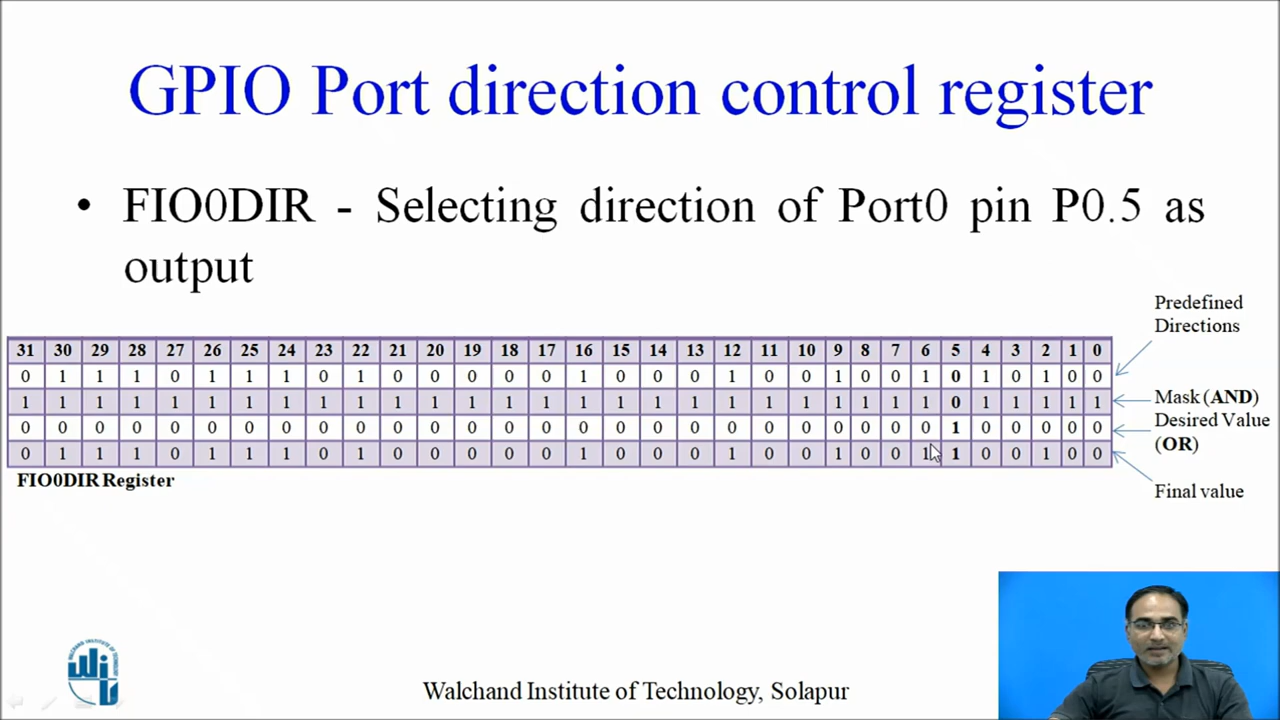 GPIO Port direction control register
• FIO0DIR - Selecting direction of Port0 pin P0.5 as
output
Predefined
Directions
31 30 29 28 27 26 25 24 23 22 21 20 19 18 17 16 15 14 13 12 11 10 9 8 7 6 5 4 3 2 1 0
0 1 1 1 0 1 1 1 0 1 0 0 0 0 0 1 0 0 0 1 0 0 1 0 0 1 0 1 0 1 0 0
1 1 1 1 1 1 1 1 1 1 1 1 1 1 1 1 1 1 1 1 1 1 1 1 1 1 0 1 1 1 1 1
Mask (AND)
0 0 0 0 0 0 0 0 0 0 0 0 0 0 0 0 0 0 0 0 0 0 0 0 0 0 1 0 0 0 0 0
Desired Value
(OR)
0 1 1 1 0 1 1 1 0 1 0 0 0 0 0 1 0 0 0 1 0 0 1 0 0 1 1 0 0 1 0 0
FIO0DIR Register
Final value
Walchand Institute of Technology, Solapur